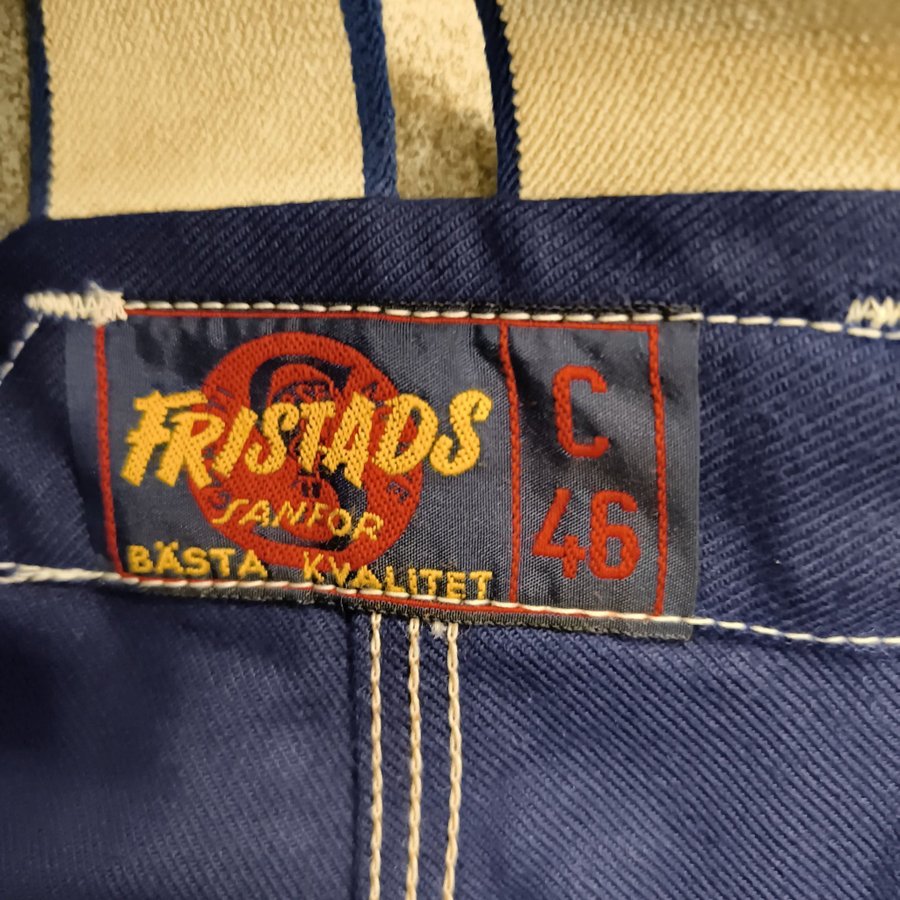 FRISTADS
SANFOR
BÄSTA KVALITET
C
46